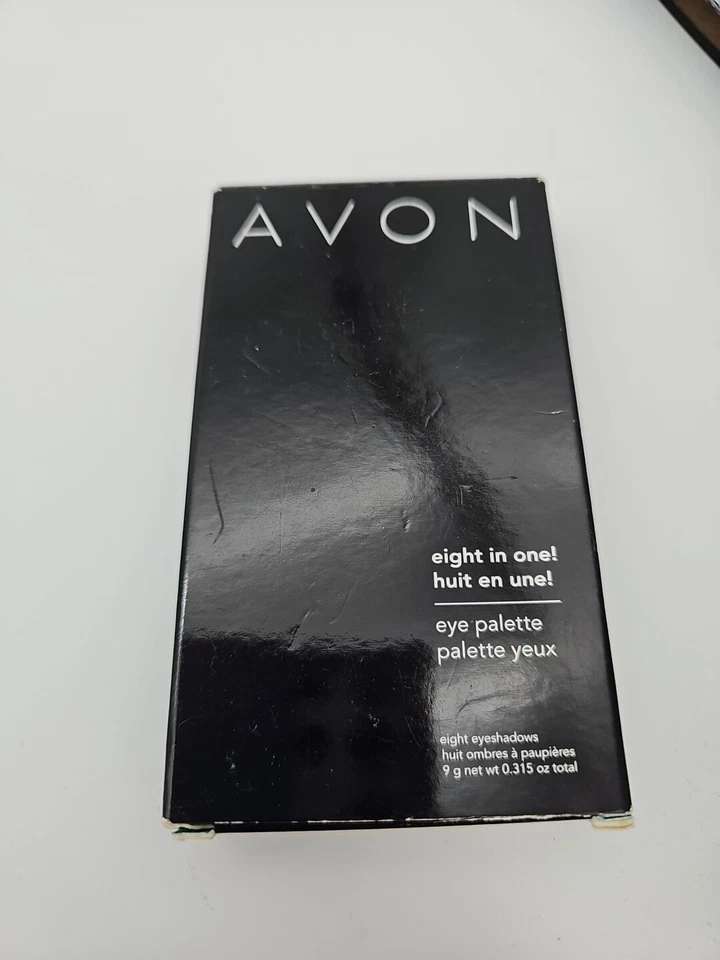 AVON
eight in one!
huit en une!
eye palette
palette yeux
eight eyeshadows
huit ombres à paupières
9 g net wt 0.315 oz total